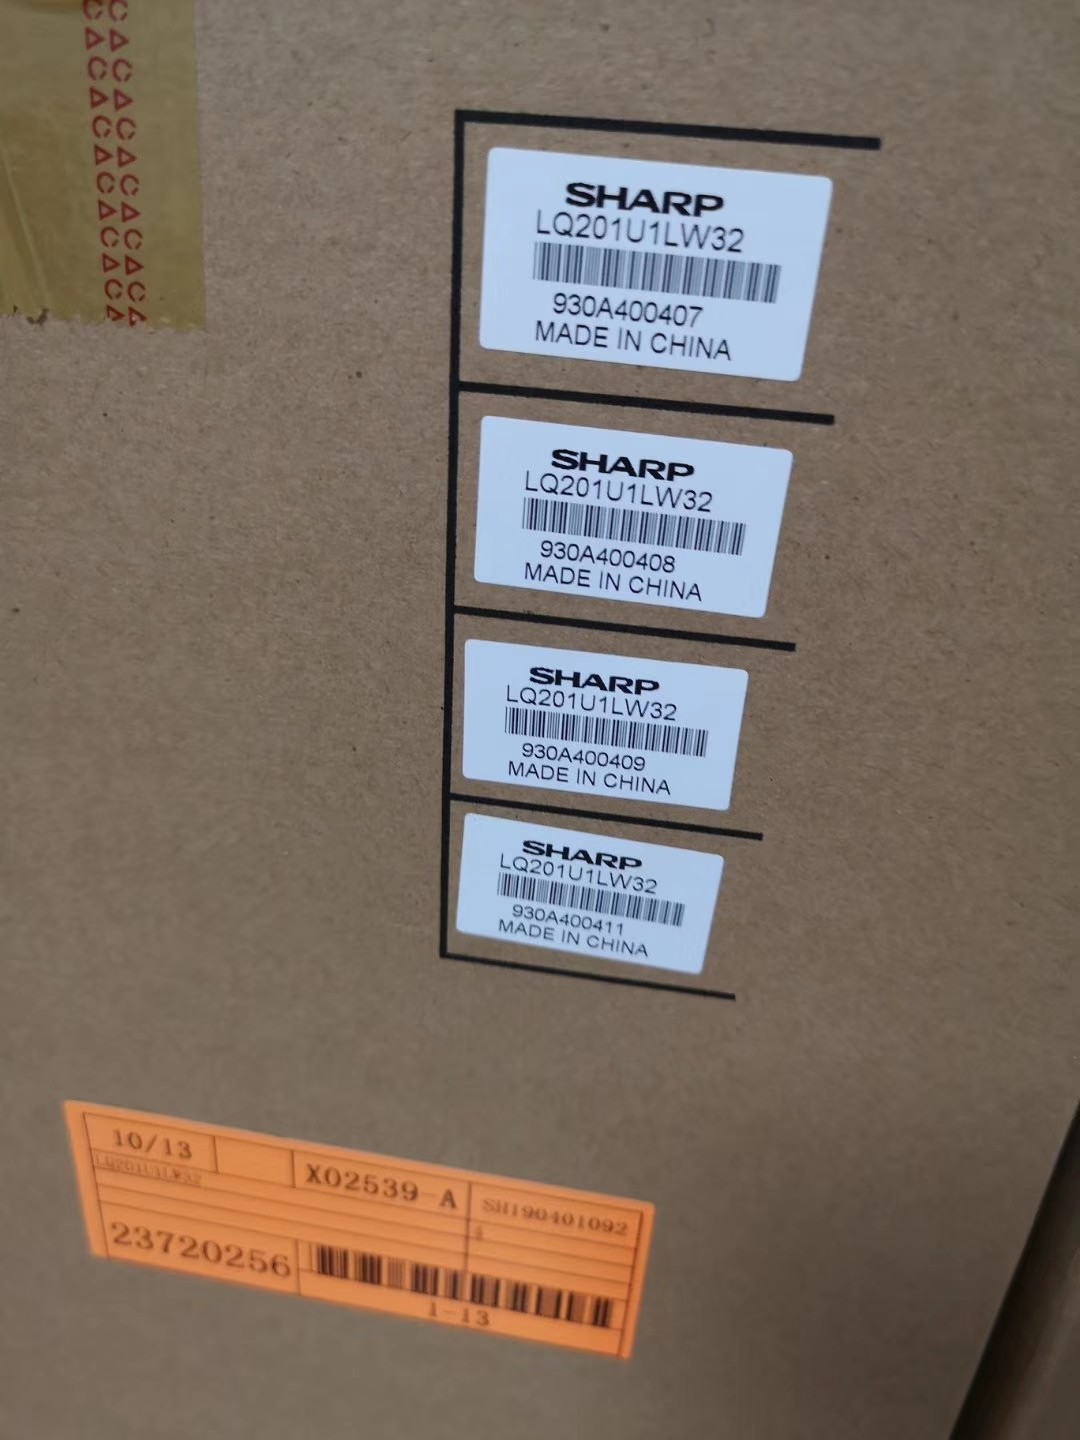 SHARP
LQ201U1LW32
930A400407
MADE IN CHINA
SHARP
LQ201U1LW32
930A400408
MADE IN CHINA
SHARP
LQ201U1LW32
930A400409
MADE IN CHINA
SHARP
LQ201U1LW32
930A400411
MADE IN CHINA
10/13
X02539-A
SH190401092
LQ201U1LW32
23720256
1-13